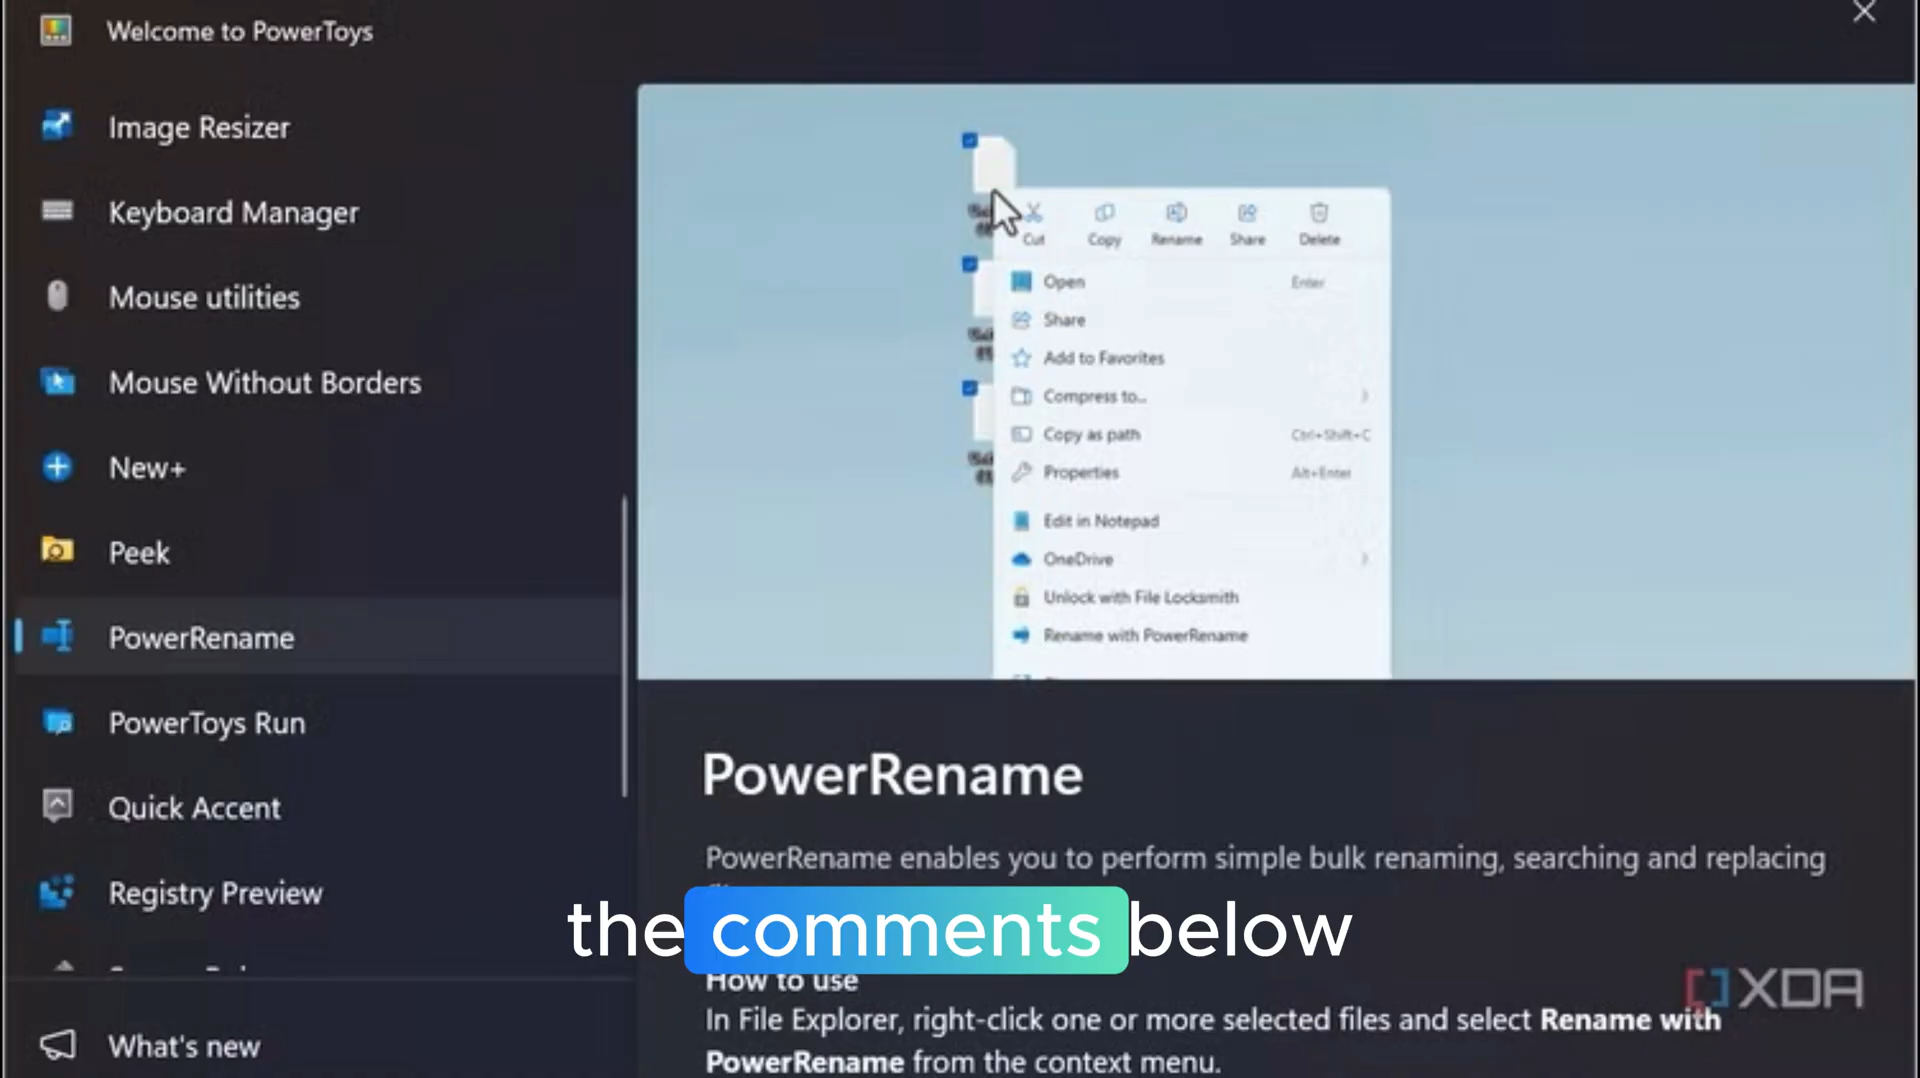 Welcome to PowerToys
Image Resizer
Keyboard Manager
Mouse utilities
Mouse Without Borders
New+
Peek
PowerRename
PowerToys Run
Quick Accent
Registry Preview
What's new
Cut Copy Rename Share Delete
Open Enter
Share
Add to Favorites
Compress to...
Copy as path Ctrl+Shift+C
Properties Alt+Enter
Edit in Notepad
OneDrive
Unlock with File Locksmith
Rename with PowerRename
PowerRename
PowerRename enables you to perform simple bulk renaming, searching and replacing
the comments below
How to use
In File Explorer, right-click one or more selected files and select Rename with
PowerRename from the context menu.
XDA